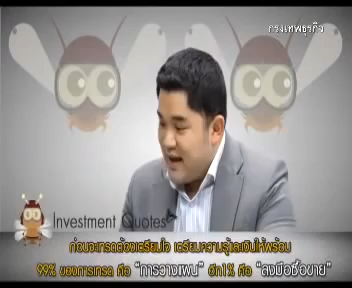 กรุงเทพธุรกิจ
Investment Quotes
ก่อนจะเทรดต้องเตรียมใจ เตรียมความรู้และเงินให้พร้อม
99% ของการเทรด คือ "การวางแผน" อีก1% คือ "ลงมือซื้อขาย"